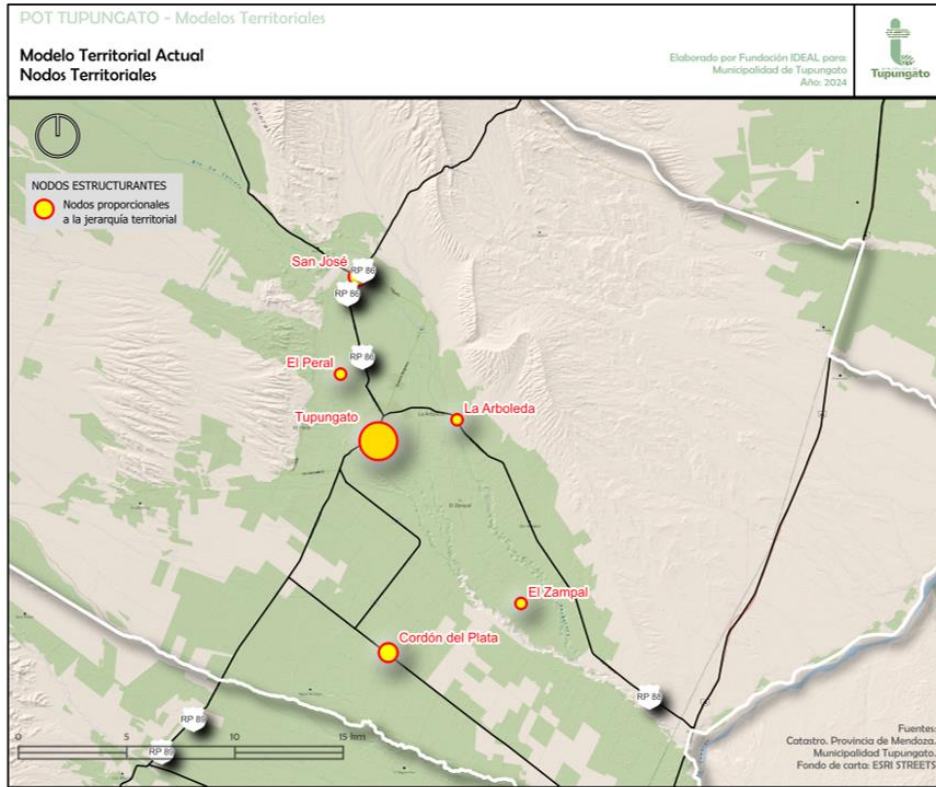 POT TUPUNGATO - Modelos Territoriales
Modelo Territorial Actual
Nodos Territoriales
Elaborado por Fundación IDEAL para:
Municipalidad de Tupungato
Año: 2024
Tupungato
NODOS ESTRUCTURANTES
Nodos proporcionales
a la jerarquía territorial
San José
RP 86
RP 86
El Peral
RP 86
Tupungato
La Arboleda
El Zampal
El Zampal
Cordón del Plata
RP 88
RP 89
RP 89
0 5 10 15 km
Fuentes:
Catastro. Provincia de Mendoza.
Municipalidad Tupungato.
Fondo de carta: ESRI STREETS